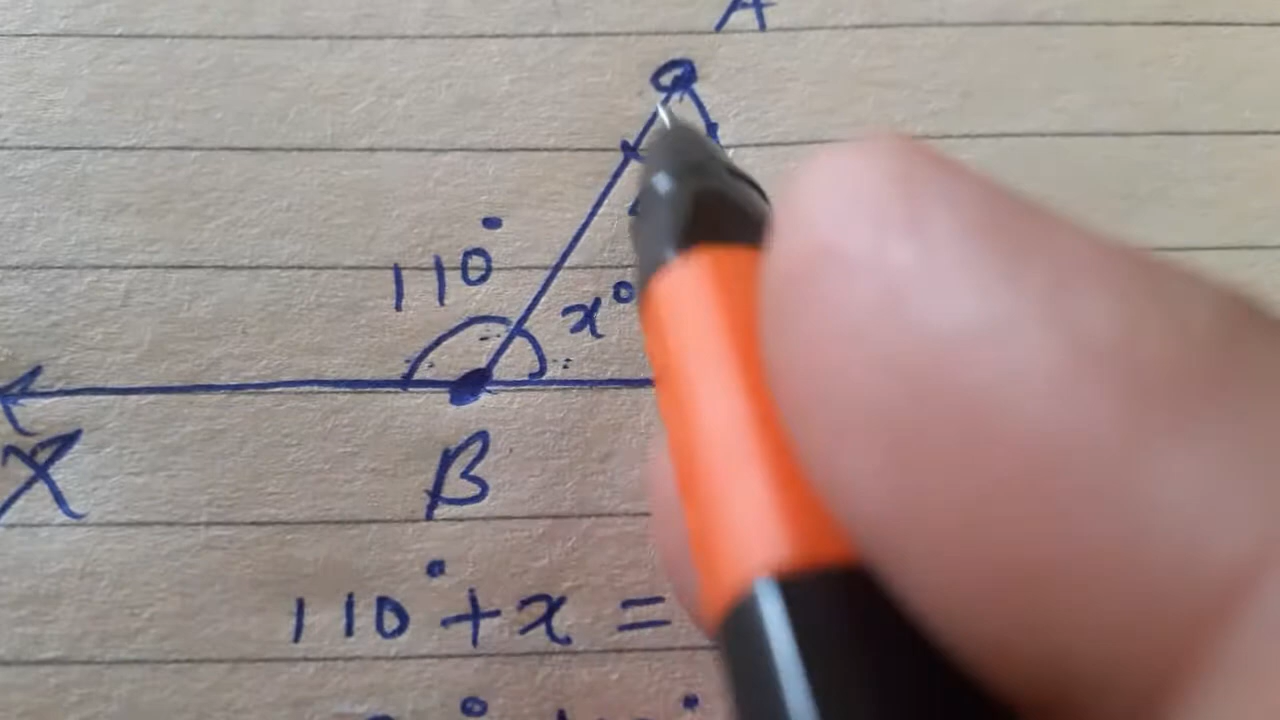 A
110° x°
X
B
110° + x =